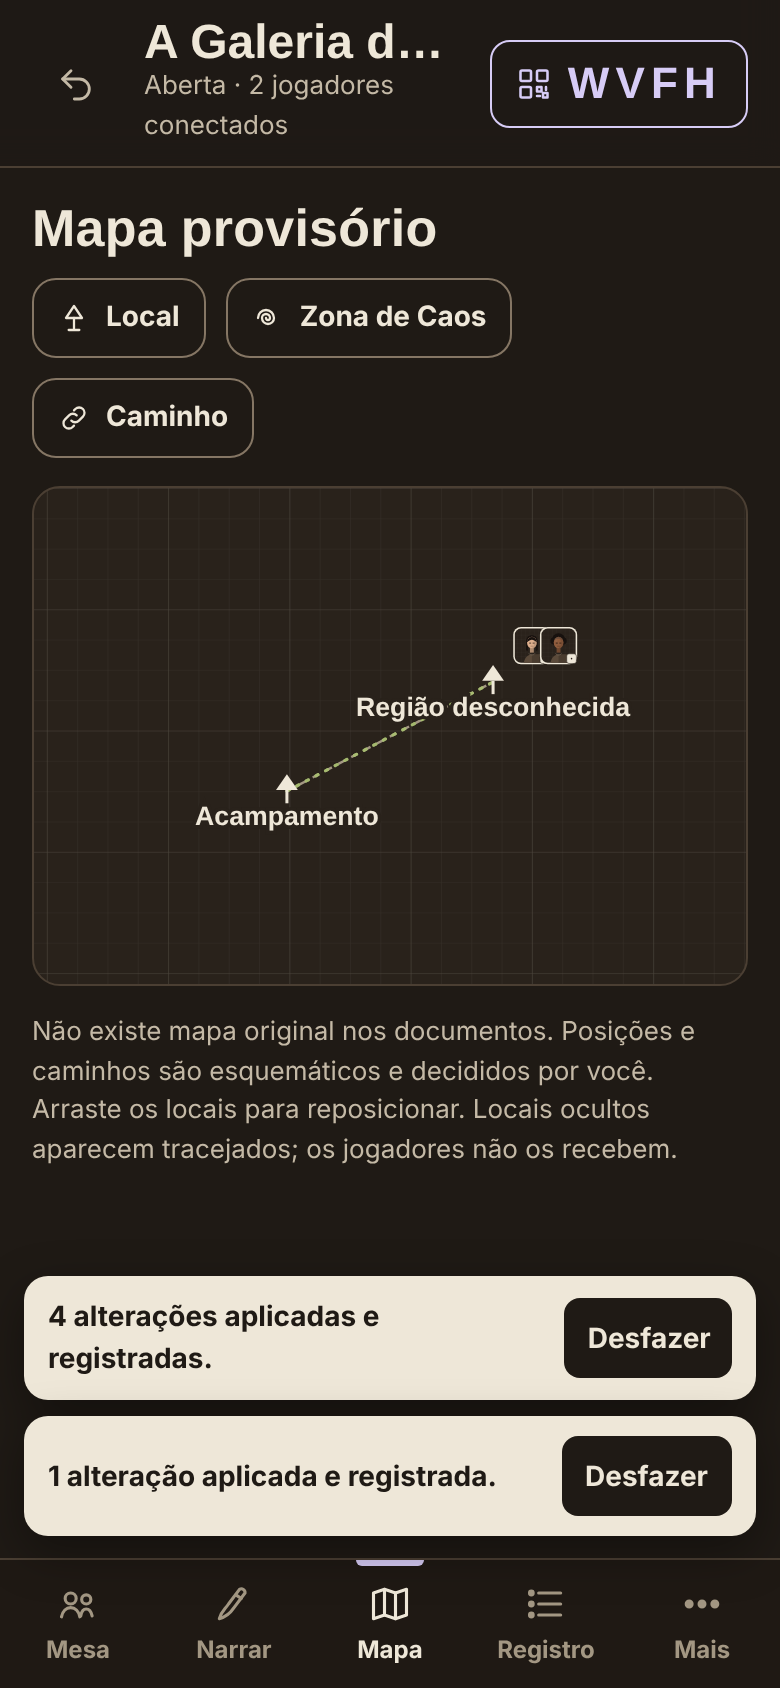 A Galeria d...
Aberta · 2 jogadores
conectados
WVFH
Mapa provisório
Local
Zona de Caos
Caminho
Região desconhecida
Acampamento
Não existe mapa original nos documentos. Posições e
caminhos são esquemáticos e decididos por você.
Arraste os locais para reposicionar. Locais ocultos
aparecem tracejados; os jogadores não os recebem.
4 alterações aplicadas e
registradas.
Desfazer
1 alteração aplicada e registrada.
Desfazer
Mesa
Narrar
Mapa
Registro
Mais